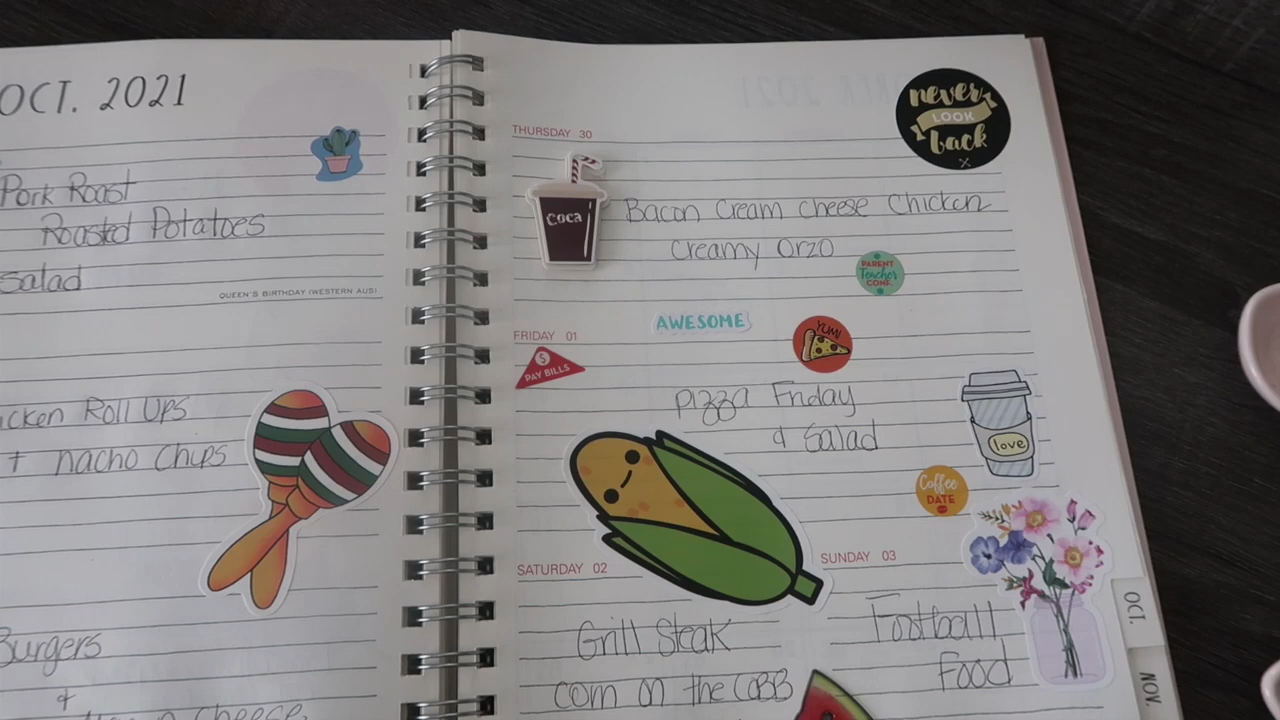 OCT. 2021
Pork Roast
Roasted Potatoes
Salad
QUEEN'S BIRTHDAY (WESTERN AUS)
Roll Ups
+ nacho Chips
Burgers
&
Cheese
THURSDAY 30
never
LOOK
back
COCA
Bacon Cream Cheese Chicken
Creamy Orzo
PARENT
Teacher
CONF.
AWESOME
FRIDAY 01
YUM!
$
PAY BILLS
Pizza Friday
& Salad
love
Coffee
DATE
SATURDAY 02
Grill Steak
corn on the COBB
SUNDAY 03
Football
Food
OCT.
NOV.